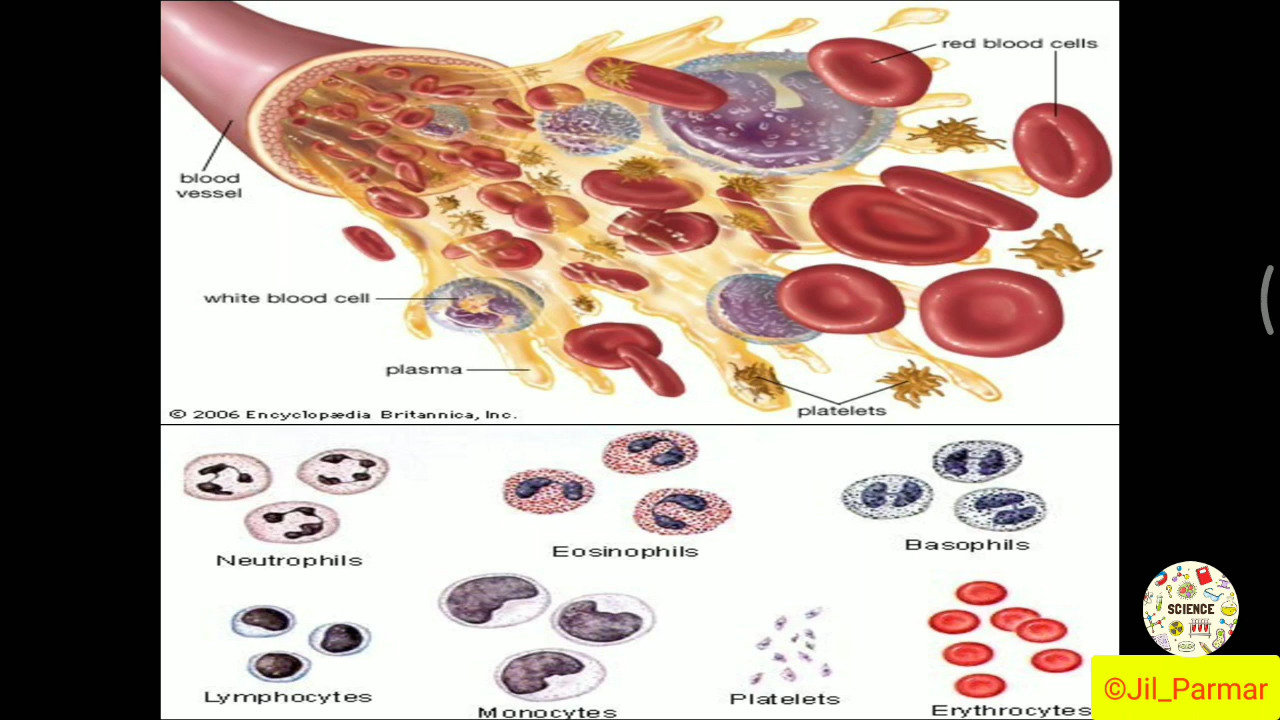 red blood cells
blood
vessel
white blood cell
plasma
platelets
© 2006 Encyclopædia Britannica, Inc.
Neutrophils
Eosinophils
Basophils
Lymphocytes
Monocytes
Platelets
Erythrocytes
SCIENCE
©Jil_Parmar